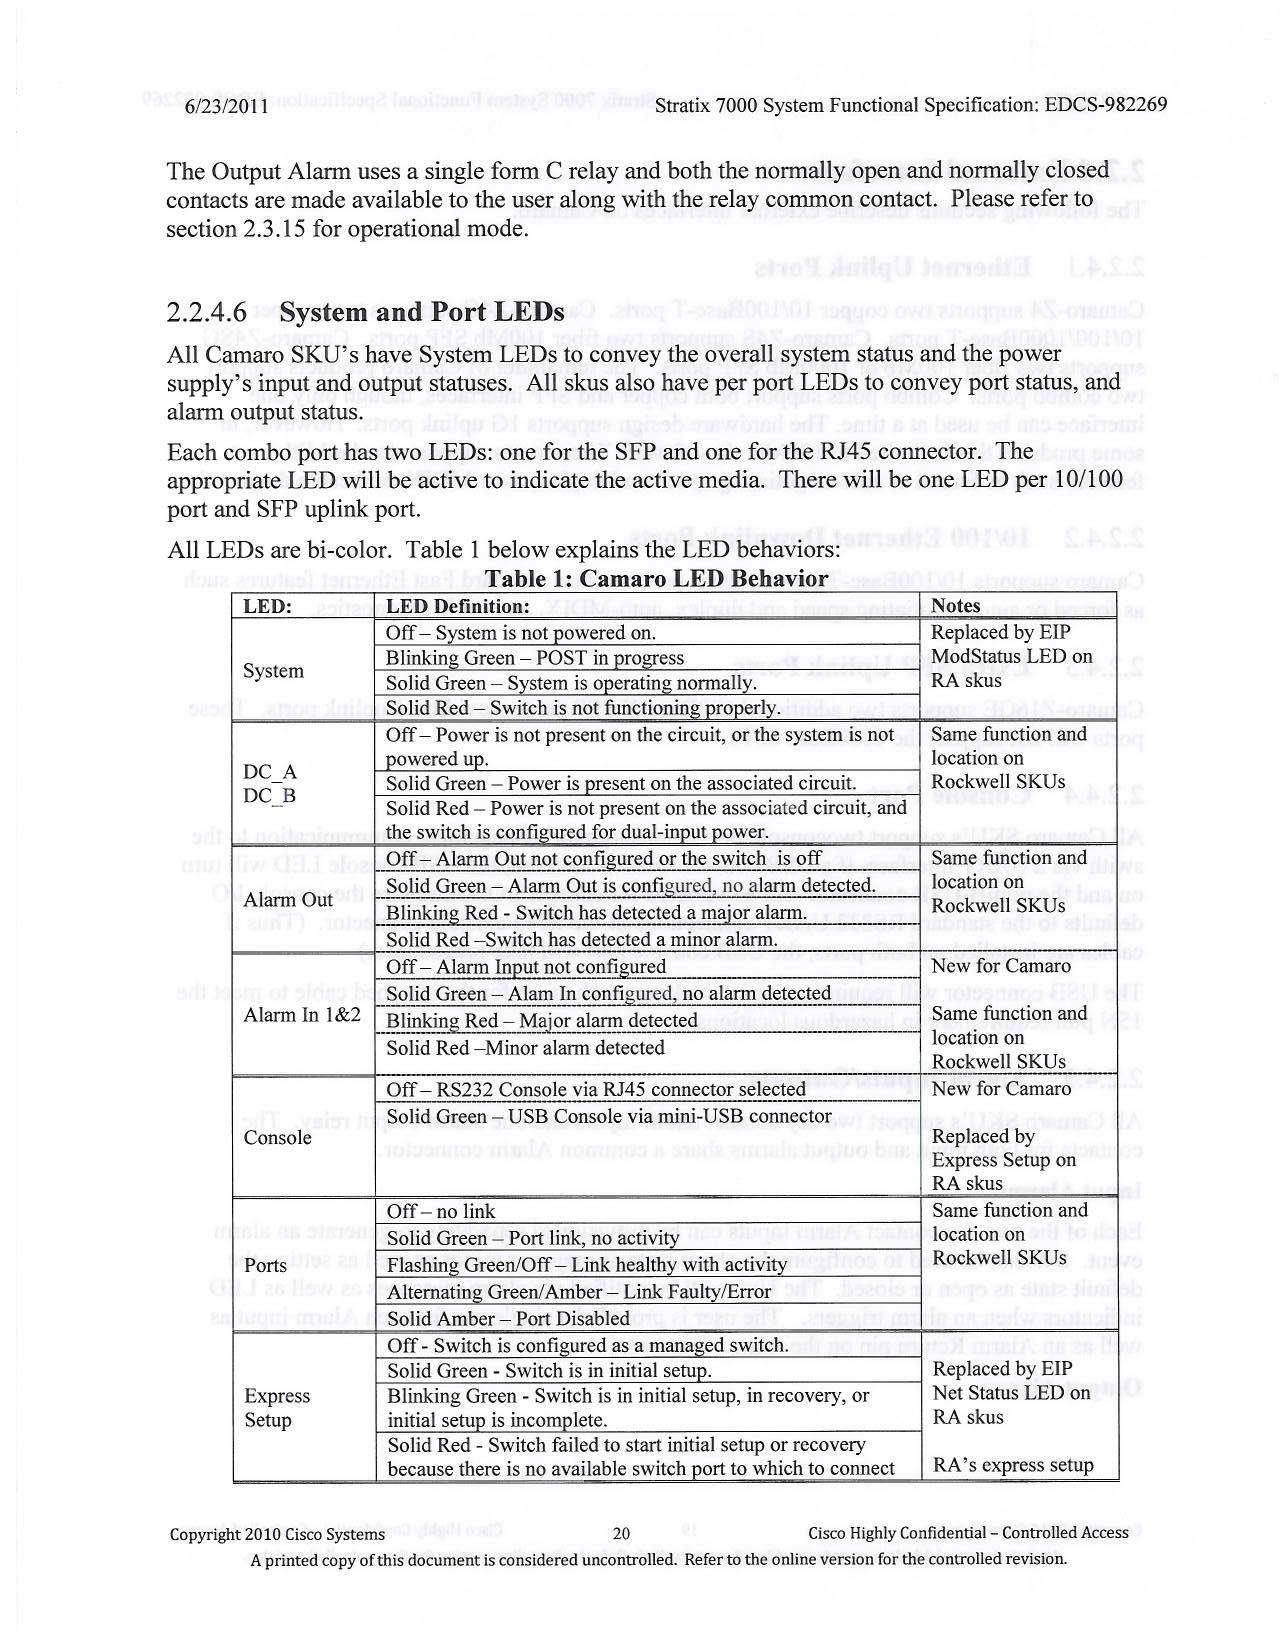 6/23/2011 Stratix 7000 System Functional Specification: EDCS-982269
The Output Alarm uses a single form C relay and both the normally open and normally closed
contacts are made available to the user along with the relay common contact. Please refer to
section 2.3.15 for operational mode.
2.2.4.6 System and Port LEDs
All Camaro SKU's have System LEDs to convey the overall system status and the power
supply's input and output statuses. All skus also have per port LEDs to convey port status, and
alarm output status.
Each combo port has two LEDs: one for the SFP and one for the RJ45 connector. The
appropriate LED will be active to indicate the active media. There will be one LED per 10/100
port and SFP uplink port.
All LEDs are bi-color. Table 1 below explains the LED behaviors:
Table 1: Camaro LED Behavior
LED: LED Definition: Notes
System
Off – System is not powered on.
Blinking Green – POST in progress
Solid Green – System is operating normally.
Solid Red – Switch is not functioning properly.
Replaced by EIP
ModStatus LED on
RA skus
DC_A
DC_B
Off – Power is not present on the circuit, or the system is not
powered up.
Solid Green – Power is present on the associated circuit.
Solid Red – Power is not present on the associated circuit, and
the switch is configured for dual-input power.
Same function and
location on
Rockwell SKUs
Alarm Out
Off – Alarm Out not configured or the switch is off
Solid Green – Alarm Out is configured, no alarm detected.
Blinking Red - Switch has detected a major alarm.
Solid Red –Switch has detected a minor alarm.
Same function and
location on
Rockwell SKUs
Alarm In 1&2
Off – Alarm Input not configured
Solid Green – Alam In configured, no alarm detected
Blinking Red – Major alarm detected
Solid Red –Minor alarm detected
New for Camaro
Same function and
location on
Rockwell SKUs
Console
Off – RS232 Console via RJ45 connector selected
Solid Green – USB Console via mini-USB connector
New for Camaro
Replaced by
Express Setup on
RA skus
Ports
Off – no link
Solid Green – Port link, no activity
Flashing Green/Off – Link healthy with activity
Alternating Green/Amber – Link Faulty/Error
Solid Amber – Port Disabled
Same function and
location on
Rockwell SKUs
Express
Setup
Off - Switch is configured as a managed switch.
Solid Green - Switch is in initial setup.
Blinking Green - Switch is in initial setup, in recovery, or
initial setup is incomplete.
Solid Red - Switch failed to start initial setup or recovery
because there is no available switch port to which to connect
Replaced by EIP
Net Status LED on
RA skus
RA's express setup
Copyright 2010 Cisco Systems 20 Cisco Highly Confidential – Controlled Access
A printed copy of this document is considered uncontrolled. Refer to the online version for the controlled revision.